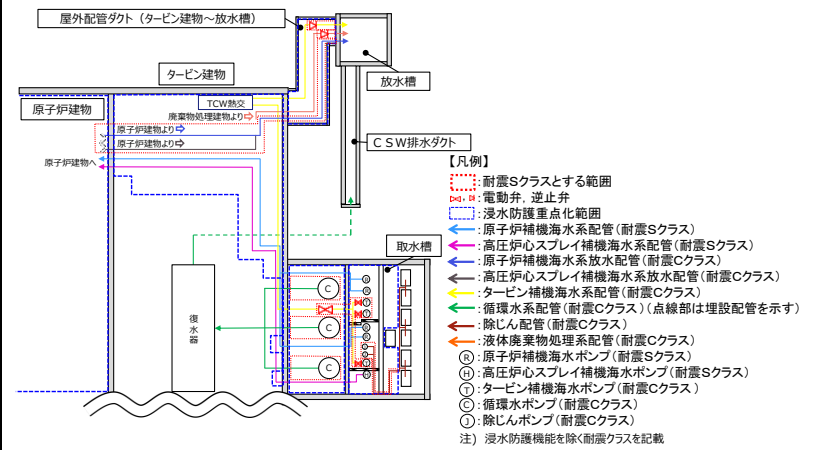 屋外配管ダクト（タービン建物～放水槽）
タービン建物
原子炉建物
放水槽
TCW熱交
廃棄物処理建物より⇨
原子炉建物より⇨
原子炉建物より⇨
原子炉建物へ
ＣＳＷ排水ダクト
取水槽
復水器
C
C
C
【凡例】
:耐震Sクラスとする範囲
:電動弁，逆止弁
:浸水防護重点化範囲
:原子炉補機海水系配管（耐震Sクラス）
:高圧炉心スプレイ補機海水系配管（耐震Sクラス）
:原子炉補機海水系放水配管（耐震Cクラス）
:高圧炉心スプレイ補機海水系放水配管（耐震Cクラス）
:タービン補機海水系配管（耐震Cクラス）
:循環水系配管（耐震Cクラス）（点線部は埋設配管を示す）
:除じん配管（耐震Cクラス）
:液体廃棄物処理系配管（耐震Cクラス）
Ⓡ:原子炉補機海水ポンプ（耐震Sクラス）
Ⓗ:高圧炉心スプレイ補機海水ポンプ（耐震Sクラス）
Ⓣ:タービン補機海水ポンプ（耐震Cクラス）
Ⓒ:循環水ポンプ（耐震Cクラス）
Ⓙ:除じんポンプ（耐震Cクラス）
注）浸水防護機能を除く耐震クラスを記載